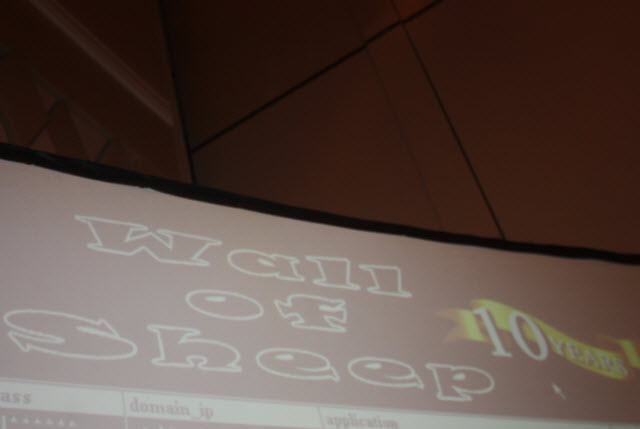 Wall
of
Sheep
10 YEARS
ass domain_ip application